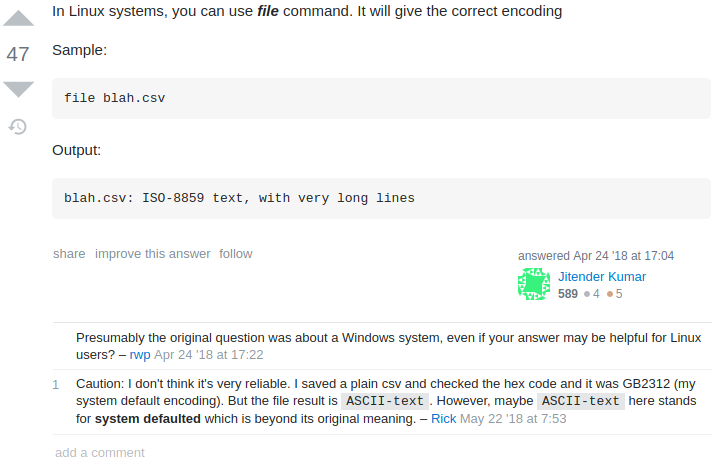 In Linux systems, you can use file command. It will give the correct encoding
47
Sample:
file blah.csv
Output:
blah.csv: ISO-8859 text, with very long lines
share improve this answer follow
answered Apr 24 '18 at 17:04
Jitender Kumar
589 4 5
Presumably the original question was about a Windows system, even if your answer may be helpful for Linux
users? – rwp Apr 24 '18 at 17:22
1 Caution: I don't think it's very reliable. I saved a plain csv and checked the hex code and it was GB2312 (my
system default encoding). But the file result is ASCII-text. However, maybe ASCII-text here stands
for system defaulted which is beyond its original meaning. – Rick May 22 '18 at 7:53
add a comment